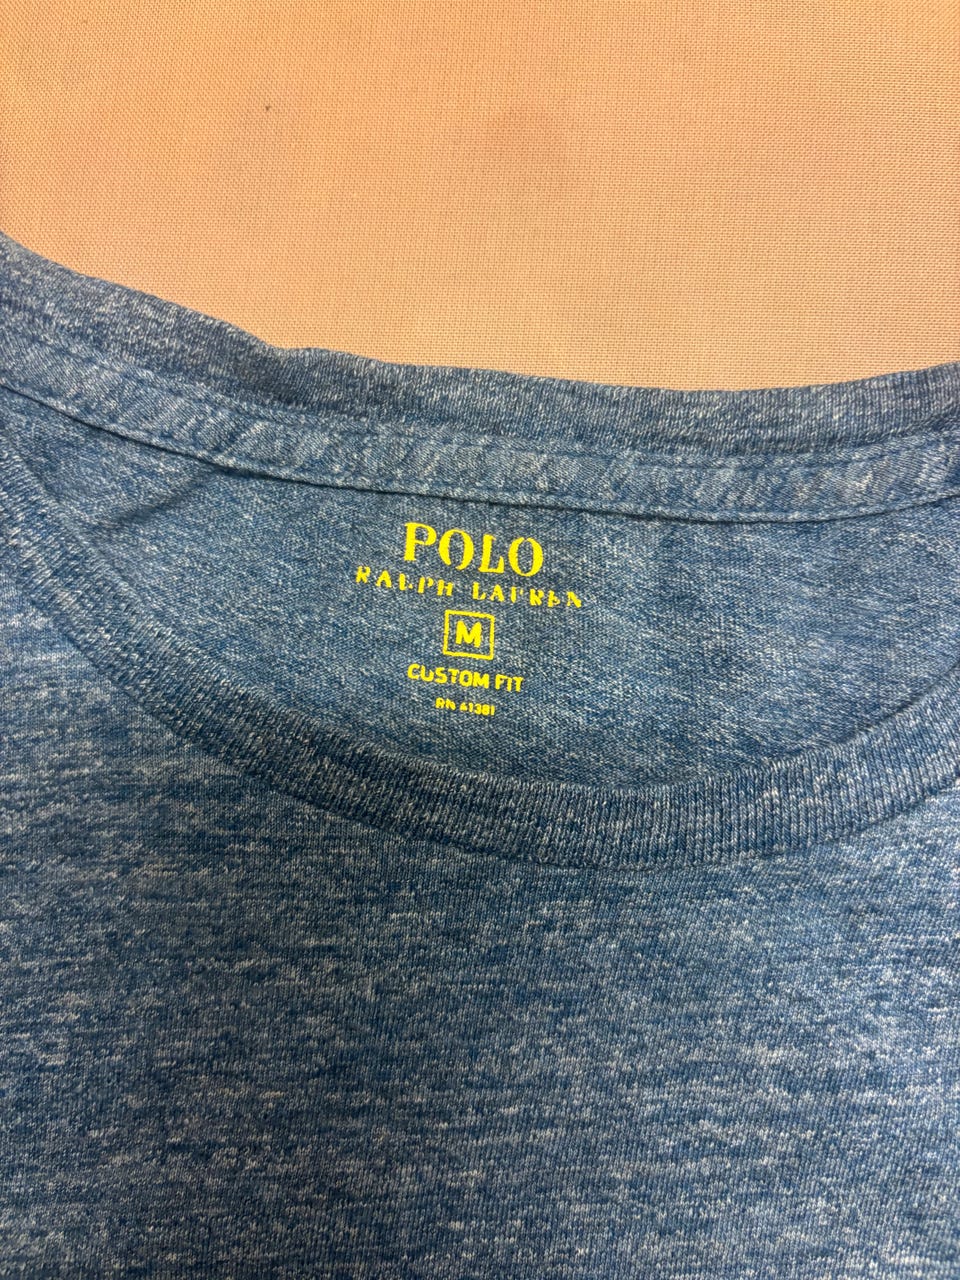 POLO
RALPH LAUREN
M
CUSTOM FIT
RN 41381